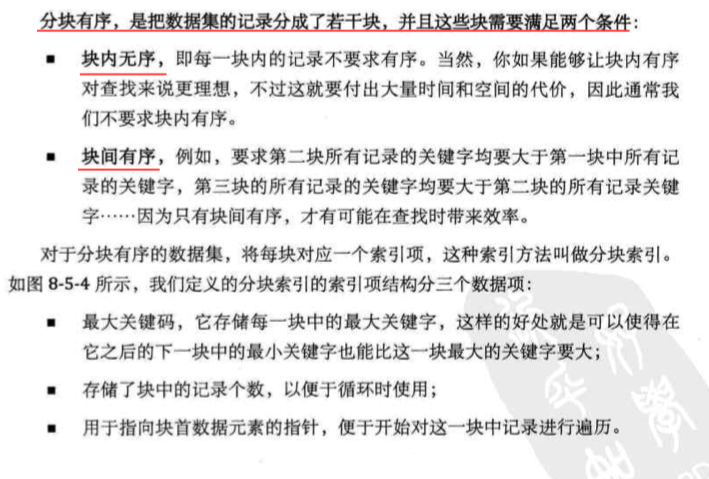 分块有序，是把数据集的记录分成了若干块，并且这些块需要满足两个条件：
■ 块内无序，即每一块内的记录不要求有序。当然，你如果能够让块内有序
对查找来说更理想，不过这就要付出大量时间和空间的代价，因此通常我
们不要求块内有序。
■ 块间有序，例如，要求第二块所有记录的关键字均要大于第一块中所有记
录的关键字，第三块的所有记录的关键字均要大于第二块的所有记录关键
字……因为只有块间有序，才有可能在查找时带来效率。
对于分块有序的数据集，将每块对应一个索引项，这种索引方法叫做分块索引。
如图 8-5-4 所示，我们定义的分块索引的索引项结构分三个数据项：
■ 最大关键码，它存储每一块中的最大关键字，这样的好处就是可以使得在
它之后的下一块中的最小关键字也能比这一块最大的关键字要大；
■ 存储了块中的记录个数，以便于循环时使用；
■ 用于指向块首数据元素的指针，便于开始对这一块中记录进行遍历。